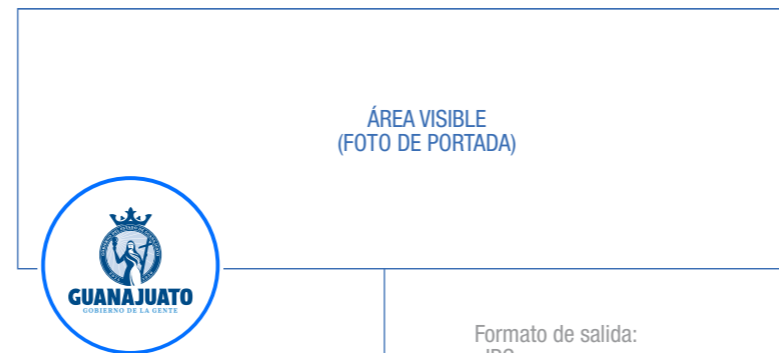 ÁREA VISIBLE
(FOTO DE PORTADA)
GUANAJUATO
GOBIERNO DE LA GENTE
Formato de salida: